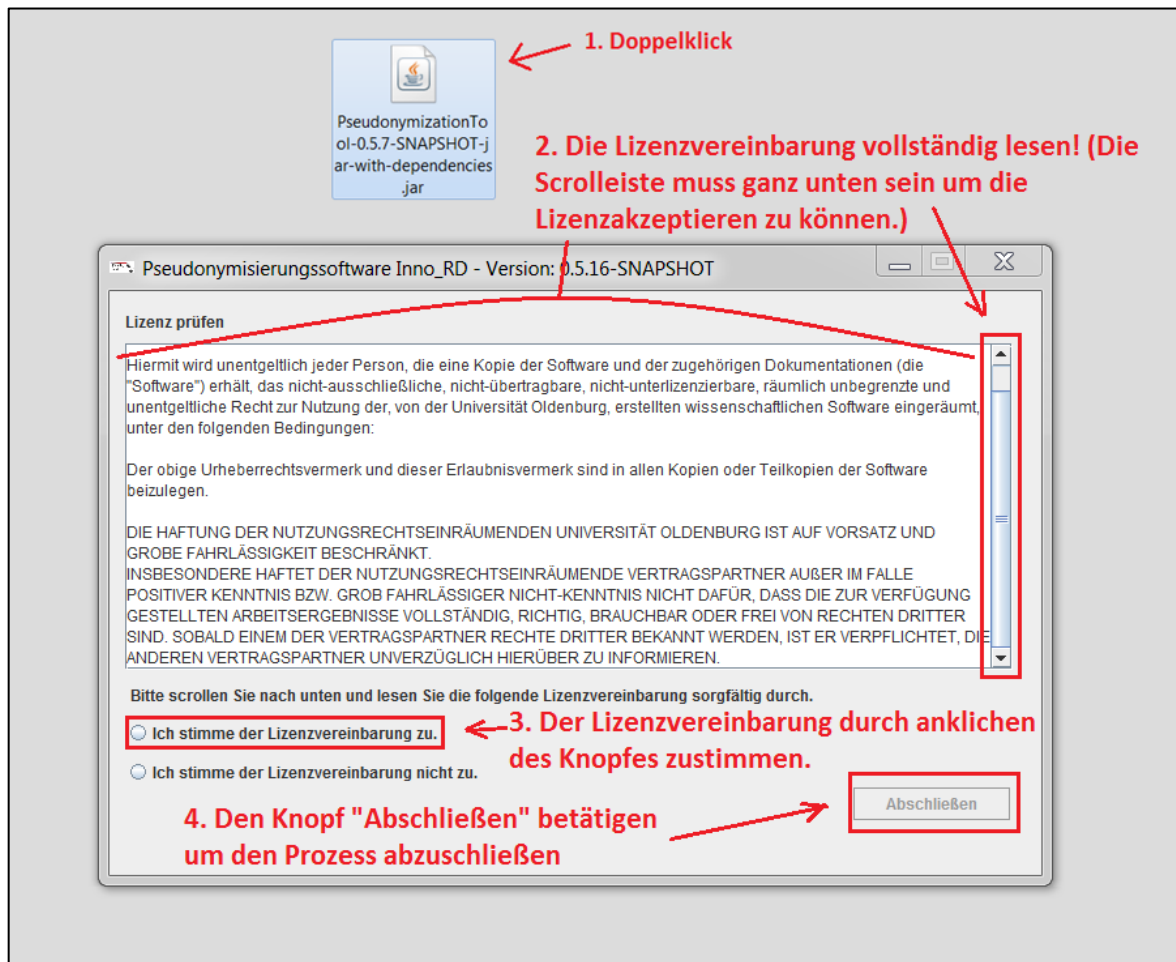 1. Doppelklick
PseudonymizationTo
ol-0.5.7-SNAPSHOT-j
ar-with-dependencies
.jar
2. Die Lizenzvereinbarung vollständig lesen! (Die
Scrolleiste muss ganz unten sein um die
Lizenzakzeptieren zu können.)
Pseudonymisierungssoftware Inno_RD - Version: 0.5.16-SNAPSHOT
Lizenz prüfen
Hiermit wird unentgeltlich jeder Person, die eine Kopie der Software und der zugehörigen Dokumentationen (die
"Software") erhält, das nicht-ausschließliche, nicht-übertragbare, nicht-unterlizenzierbare, räumlich unbegrenzte und
unentgeltliche Recht zur Nutzung der, von der Universität Oldenburg, erstellten wissenschaftlichen Software eingeräumt,
unter den folgenden Bedingungen:
Der obige Urheberrechtsvermerk und dieser Erlaubnisvermerk sind in allen Kopien oder Teilkopien der Software
beizulegen.
DIE HAFTUNG DER NUTZUNGSRECHTSEINRÄUMENDEN UNIVERSITÄT OLDENBURG IST AUF VORSATZ UND
GROBE FAHRLÄSSIGKEIT BESCHRÄNKT.
INSBESONDERE HAFTET DER NUTZUNGSRECHTSEINRÄUMENDE VERTRAGSPARTNER AUßER IM FALLE
POSITIVER KENNTNIS BZW. GROB FAHRLÄSSIGER NICHT-KENNTNIS NICHT DAFÜR, DASS DIE ZUR VERFÜGUNG
GESTELLTEN ARBEITSERGEBNISSE VOLLSTÄNDIG, RICHTIG, BRAUCHBAR ODER FREI VON RECHTEN DRITTER
SIND. SOBALD EINEM DER VERTRAGSPARTNER RECHTE DRITTER BEKANNT WERDEN, IST ER VERPFLICHTET, DIE
ANDEREN VERTRAGSPARTNER UNVERZÜGLICH HIERÜBER ZU INFORMIEREN.
Bitte scrollen Sie nach unten und lesen Sie die folgende Lizenzvereinbarung sorgfältig durch.
Ich stimme der Lizenzvereinbarung zu.
3. Der Lizenzvereinbarung durch anklichen
des Knopfes zustimmen.
Ich stimme der Lizenzvereinbarung nicht zu.
Abschließen
4. Den Knopf "Abschließen" betätigen
um den Prozess abzuschließen